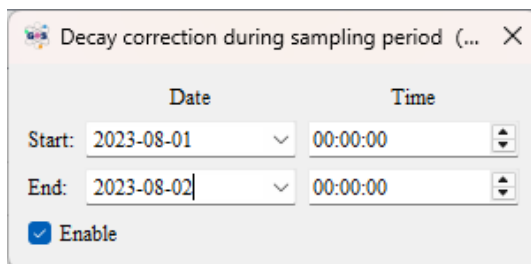 Decay correction during sampling period (...
Date Time
Start: 2023-08-01 00:00:00
End: 2023-08-02 00:00:00
Enable